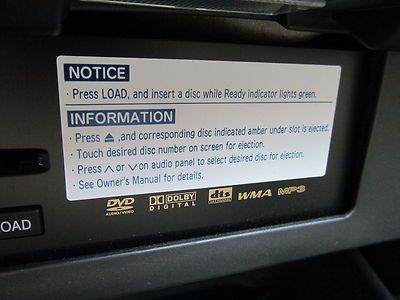 NOTICE
· Press LOAD, and insert a disc while Ready indicator lights green.
INFORMATION
· Press ⏏ ,and corresponding disc indicated amber under slot is ejected.
· Touch desired disc number on screen for ejection.
· Press ∧ or ∨ on audio panel to select desired disc for ejection.
· See Owner's Manual for details.
DVD AUDIO/VIDEO DOLBY DIGITAL dts WMA MP3
OAD